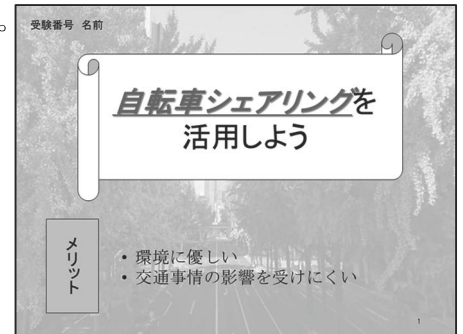 。
受験番号 名前
自転車シェアリングを
活用しよう
メリット
• 環境に優しい
• 交通事情の影響を受けにくい
1